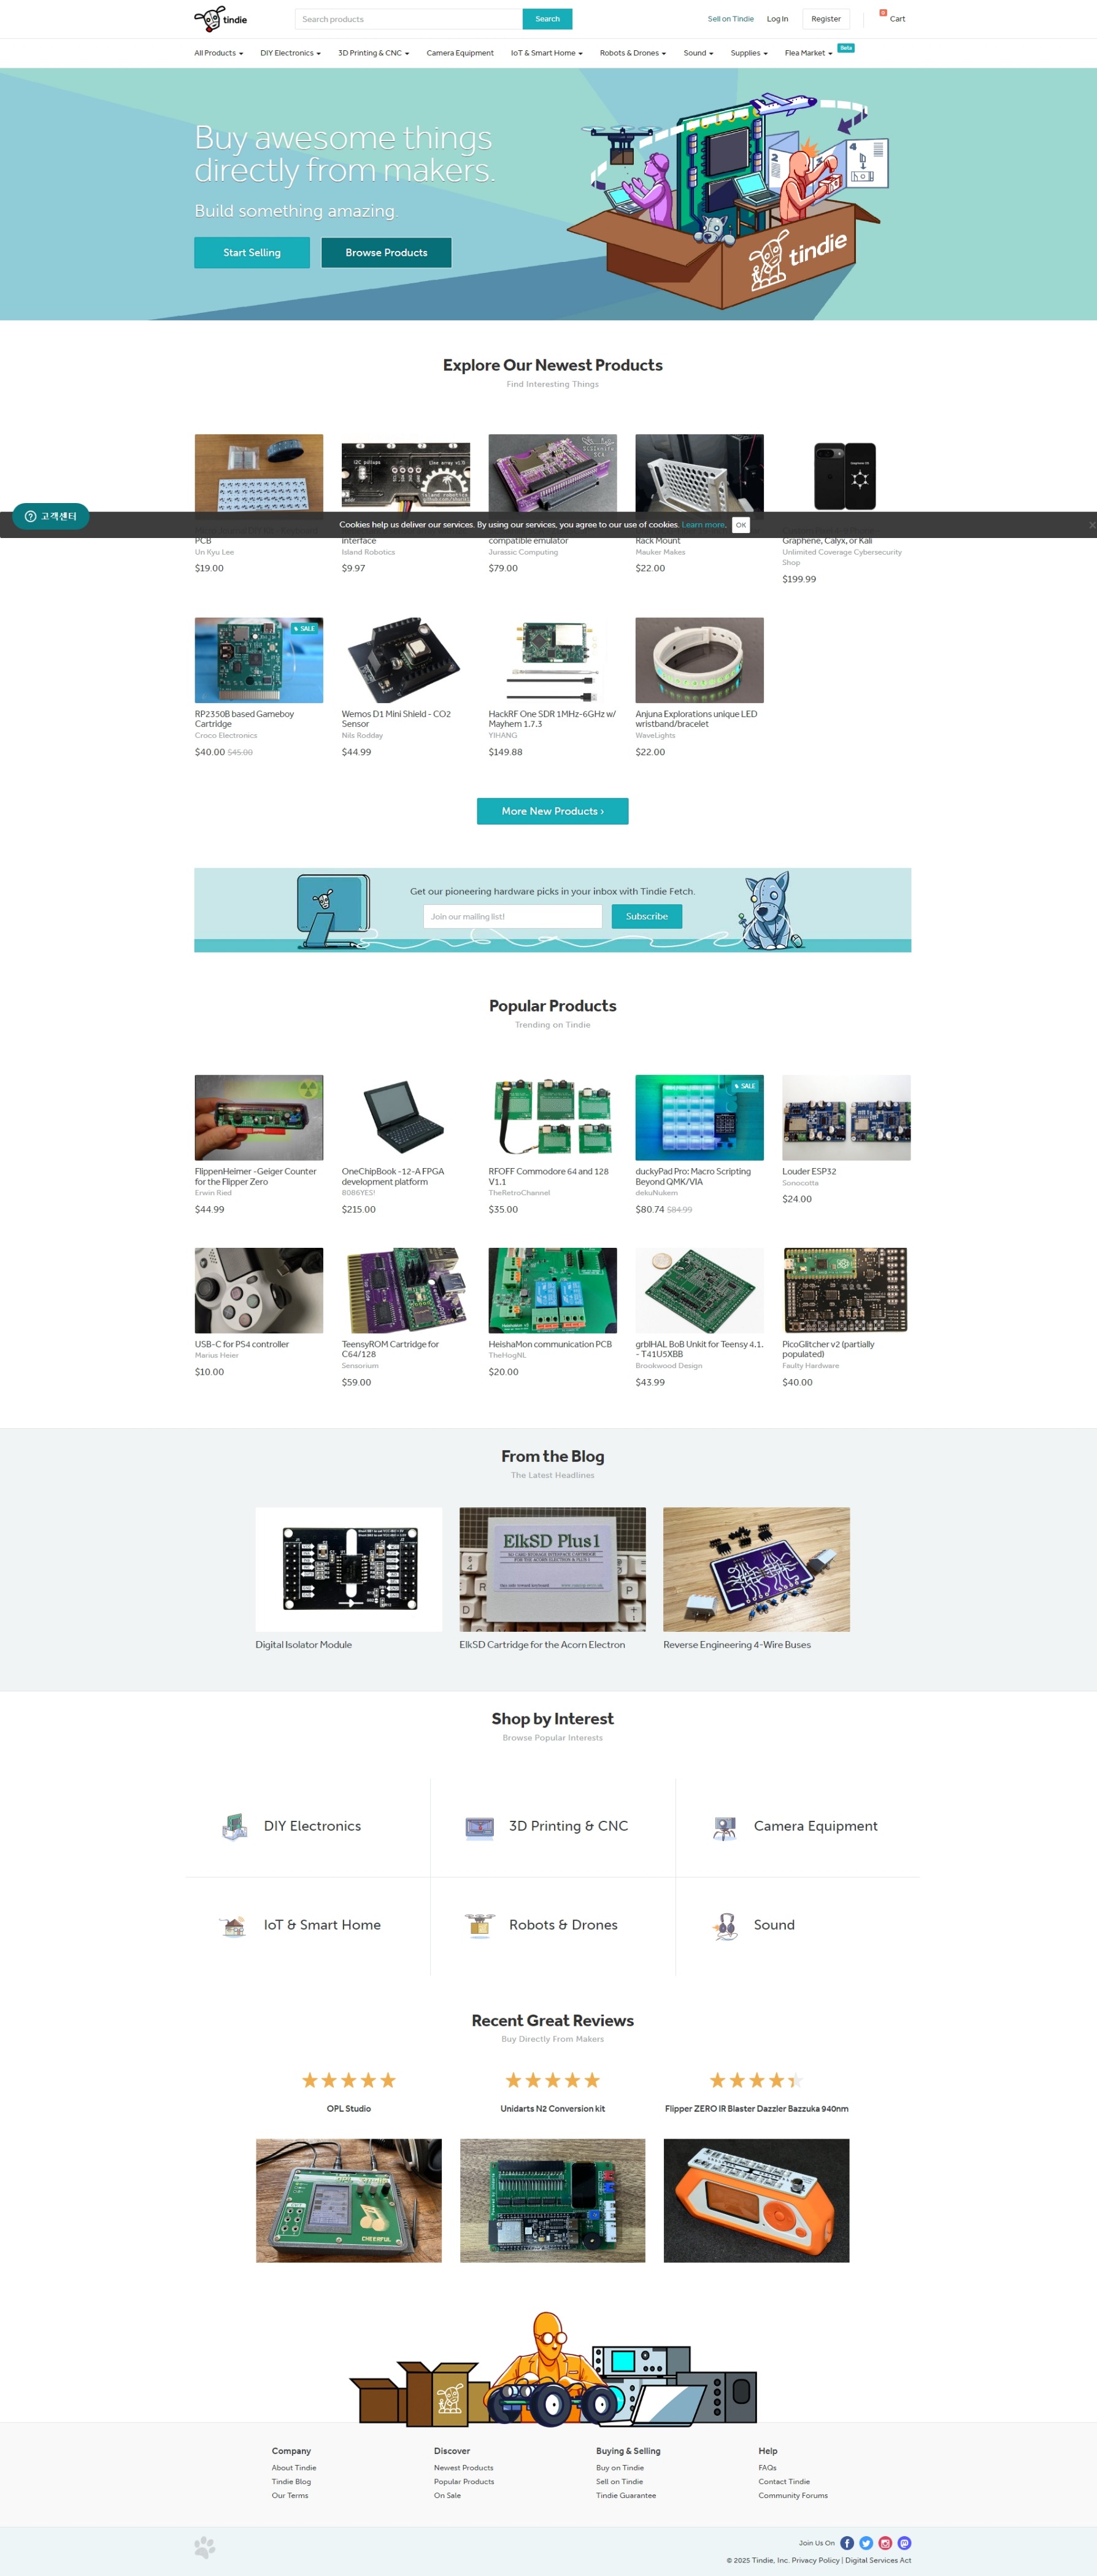 tindie
Search products
Search
Sell on Tindie
Log In
Register
0
Cart
All Products
DIY Electronics
3D Printing & CNC
Camera Equipment
IoT & Smart Home
Robots & Drones
Sound
Supplies
Flea Market
Beta
Buy awesome things
directly from makers.
Build something amazing.
Start Selling
Browse Products
2
4
tindie
Explore Our Newest Products
Find Interesting Things
고객센터
Cookies help us deliver our services. By using our services, you agree to our use of cookies. Learn more. OK
PCB
Un Kyu Lee
$19.00
interface
Island Robotics
$9.97
compatible emulator
Jurassic Computing
$79.00
Rack Mount
Mauker Makes
$22.00
Graphene, Calyx, or Kali
Unlimited Coverage Cybersecurity
Shop
$199.99
SALE
RP2350B based Gameboy
Cartridge
Croco Electronics
$40.00 $45.00
Wemos D1 Mini Shield - CO2
Sensor
Nils Rodday
$44.99
HackRF One SDR 1MHz-6GHz w/
Mayhem 1.7.3
YIHANG
$149.88
Anjuna Explorations unique LED
wristband/bracelet
WaveLights
$22.00
More New Products ›
Get our pioneering hardware picks in your inbox with Tindie Fetch.
Join our mailing list!
Subscribe
Popular Products
Trending on Tindie
SALE
FlippenHeimer - Geiger Counter
for the Flipper Zero
Erwin Ried
$44.99
OneChipBook -12-A FPGA
development platform
8086YES!
$215.00
RFOFF Commodore 64 and 128
V1.1
TheRetroChannel
$35.00
duckyPad Pro: Macro Scripting
Beyond QMK/VIA
dekuNukem
$80.74 $84.99
Louder ESP32
Sonocotta
$24.00
USB-C for PS4 controller
Marius Heier
$10.00
TeensyROM Cartridge for
C64/128
Sensorium
$59.00
HeishaMon communication PCB
TheHogNL
$20.00
grblHAL BoB Unkit for Teensy 4.1.
- T41U5XBB
Brookwood Design
$43.99
PicoGlitcher v2 (partially
populated)
Faulty Hardware
$40.00
From the Blog
The Latest Headlines
ElkSD Plus 1
Digital Isolator Module
ElkSD Cartridge for the Acorn Electron
Reverse Engineering 4-Wire Buses
Shop by Interest
Browse Popular Interests
DIY Electronics
3D Printing & CNC
Camera Equipment
IoT & Smart Home
Robots & Drones
Sound
Recent Great Reviews
Buy Directly From Makers
OPL Studio
Unidarts N2 Conversion kit
Flipper ZERO IR Blaster Dazzler Bazzuka 940nm
CHEERFUL
Company
About Tindie
Tindie Blog
Our Terms
Discover
Newest Products
Popular Products
On Sale
Buying & Selling
Buy on Tindie
Sell on Tindie
Tindie Guarantee
Help
FAQs
Contact Tindie
Community Forums
Join Us On
© 2025 Tindie, Inc. Privacy Policy | Digital Services Act